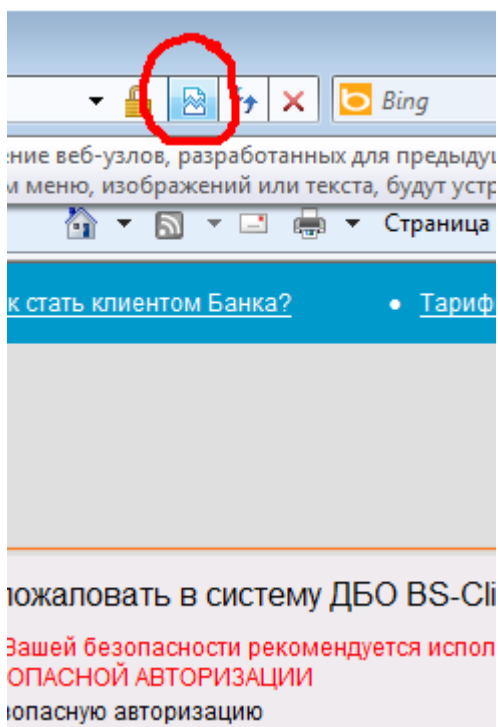 Bing
ение веб-узлов, разработанных для предыду
м меню, изображений или текста, будут устр
Страница
к стать клиентом Банка?
• Тариф
пожаловать в систему ДБО BS-Cli
Вашей безопасности рекомендуется испол
ОПАСНОЙ АВТОРИЗАЦИИ
опасную авторизацию